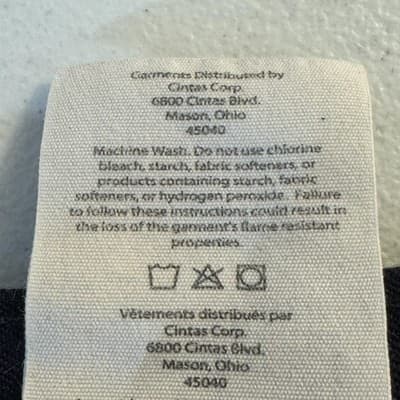 Garments Distributed by
Cintas Corp.
6800 Cintas Blvd.
Mason, Ohio
45040
Machine Wash. Do not use chlorine
bleach, starch, fabric softeners, or
products containing starch, fabric
softeners, or hydrogen peroxide. Failure
to follow these instructions could result in
the loss of the garment's flame resistant
properties.
Vêtements distribués par
Cintas Corp.
6800 Cintas Blvd.
Mason, Ohio
45040